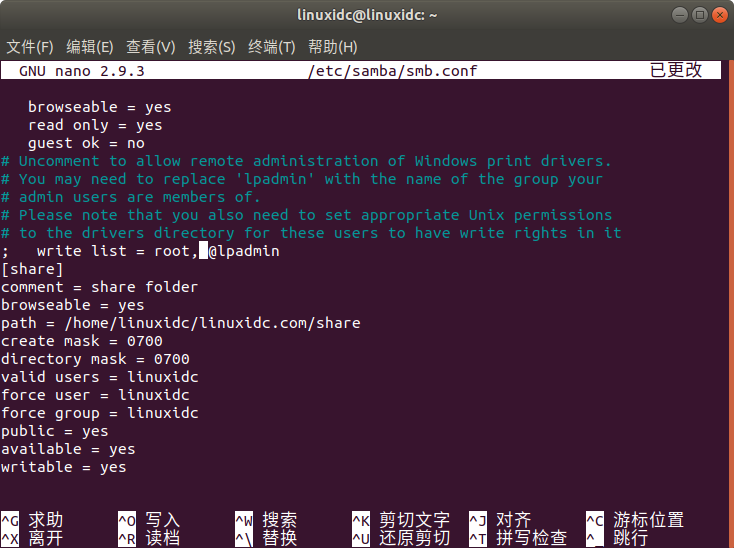 linuxidc@linuxidc: ~
文件(F) 编辑(E) 查看(V) 搜索(S) 终端(T) 帮助(H)
GNU nano 2.9.3 /etc/samba/smb.conf 已更改
browseable = yes
read only = yes
guest ok = no
# Uncomment to allow remote administration of Windows print drivers.
# You may need to replace 'lpadmin' with the name of the group your
# admin users are members of.
# Please note that you also need to set appropriate Unix permissions
# to the drivers directory for these users to have write rights in it
; write list = root, @lpadmin
[share]
comment = share folder
browseable = yes
path = /home/linuxidc/linuxidc.com/share
create mask = 0700
directory mask = 0700
valid users = linuxidc
force user = linuxidc
force group = linuxidc
public = yes
available = yes
writable = yes
^G 求助 ^O 写入 ^W 搜索 ^K 剪切文字 ^J 对齐 ^C 游标位置
^X 离开 ^R 读档 ^\ 替换 ^U 还原剪切 ^T 拼写检查 ^_ 跳行